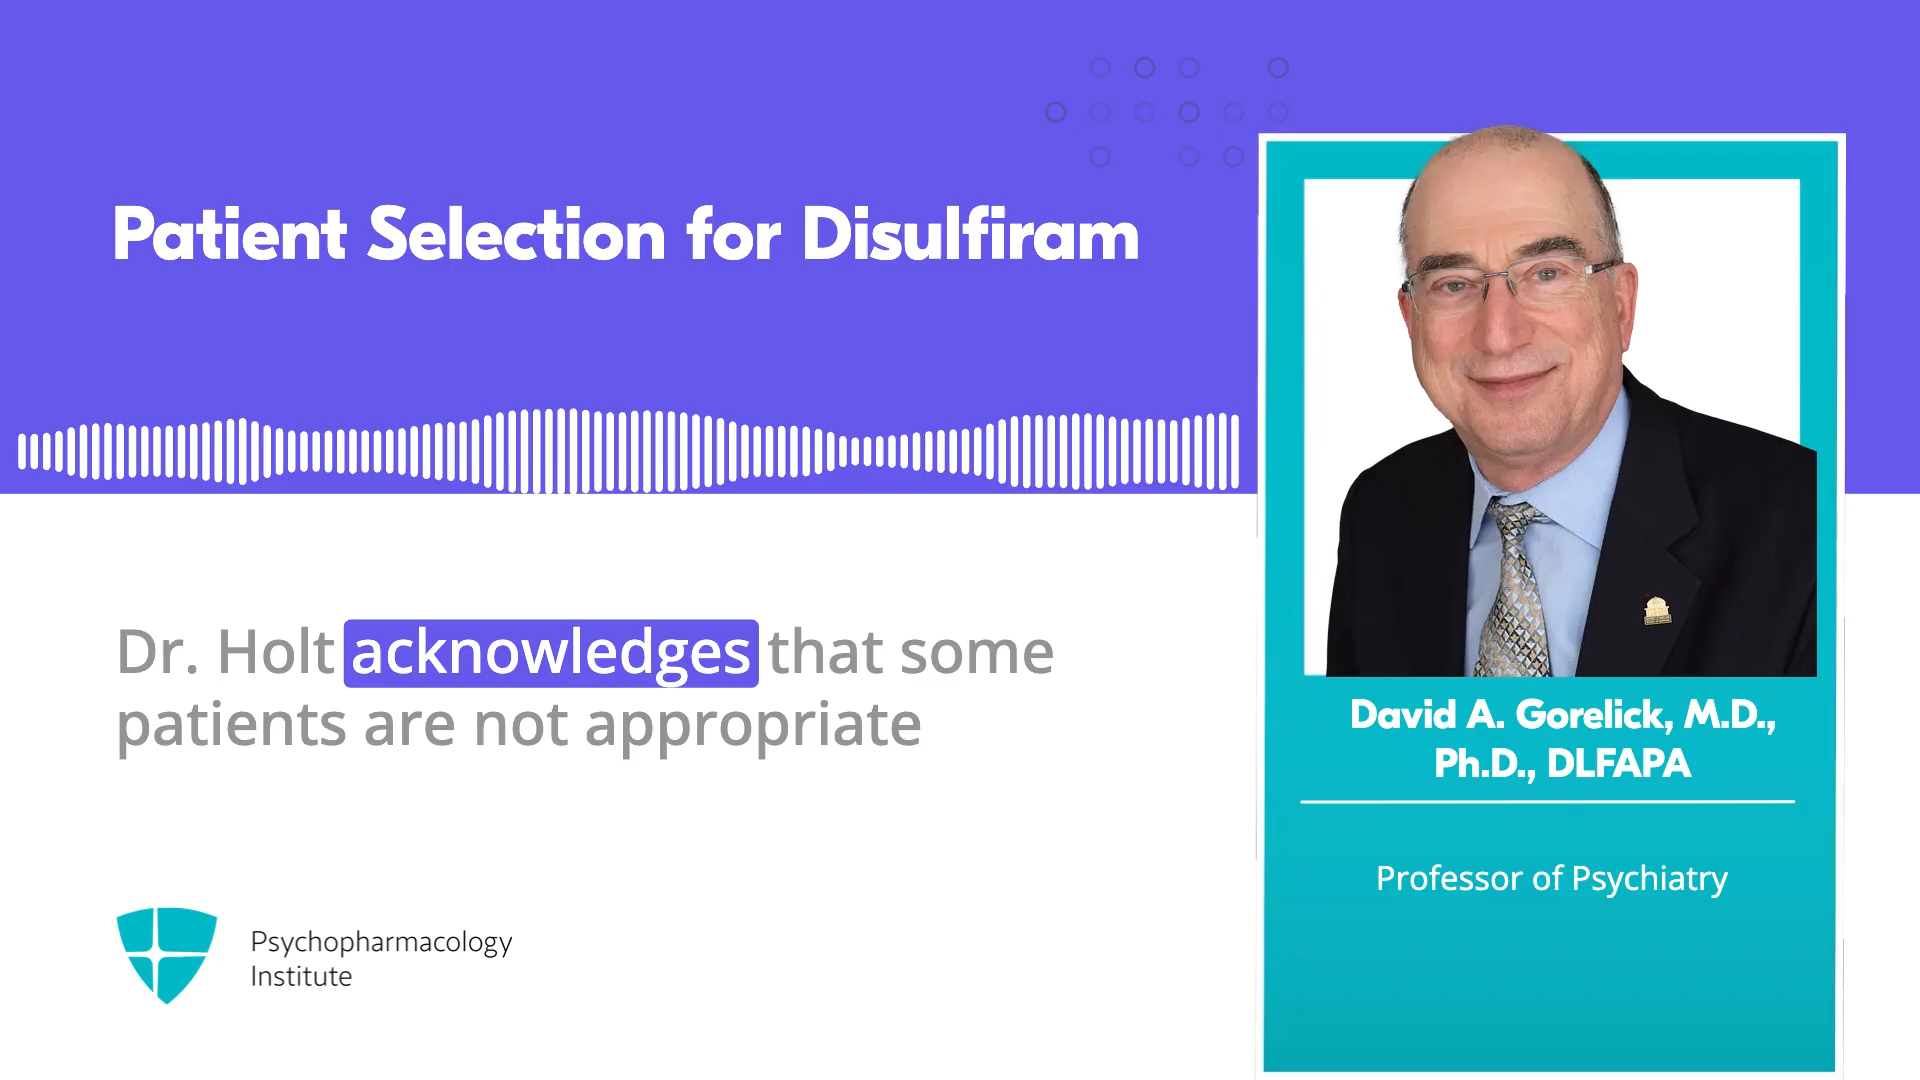 Patient Selection for Disulfiram
Dr. Holt acknowledges that some
patients are not appropriate
Psychopharmacology
Institute
David A. Gorelick, M.D.,
Ph.D., DLFAPA
Professor of Psychiatry